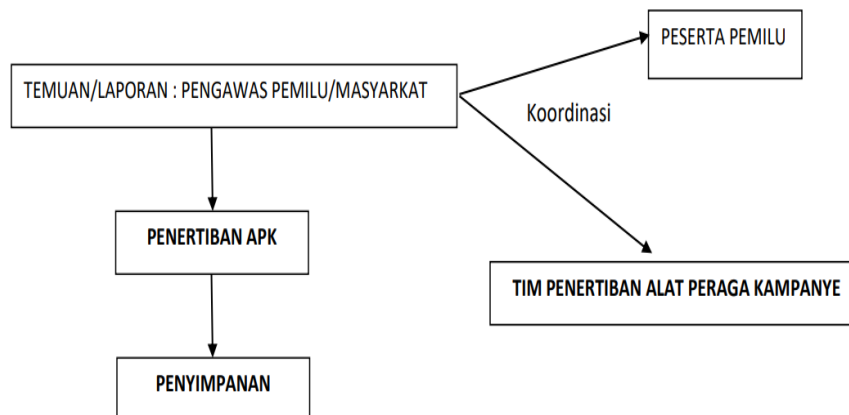 PESERTA PEMILU
TEMUAN/LAPORAN : PENGAWAS PEMILU/MASYARKAT
Koordinasi
PENERTIBAN APK
TIM PENERTIBAN ALAT PERAGA KAMPANYE
PENYIMPANAN